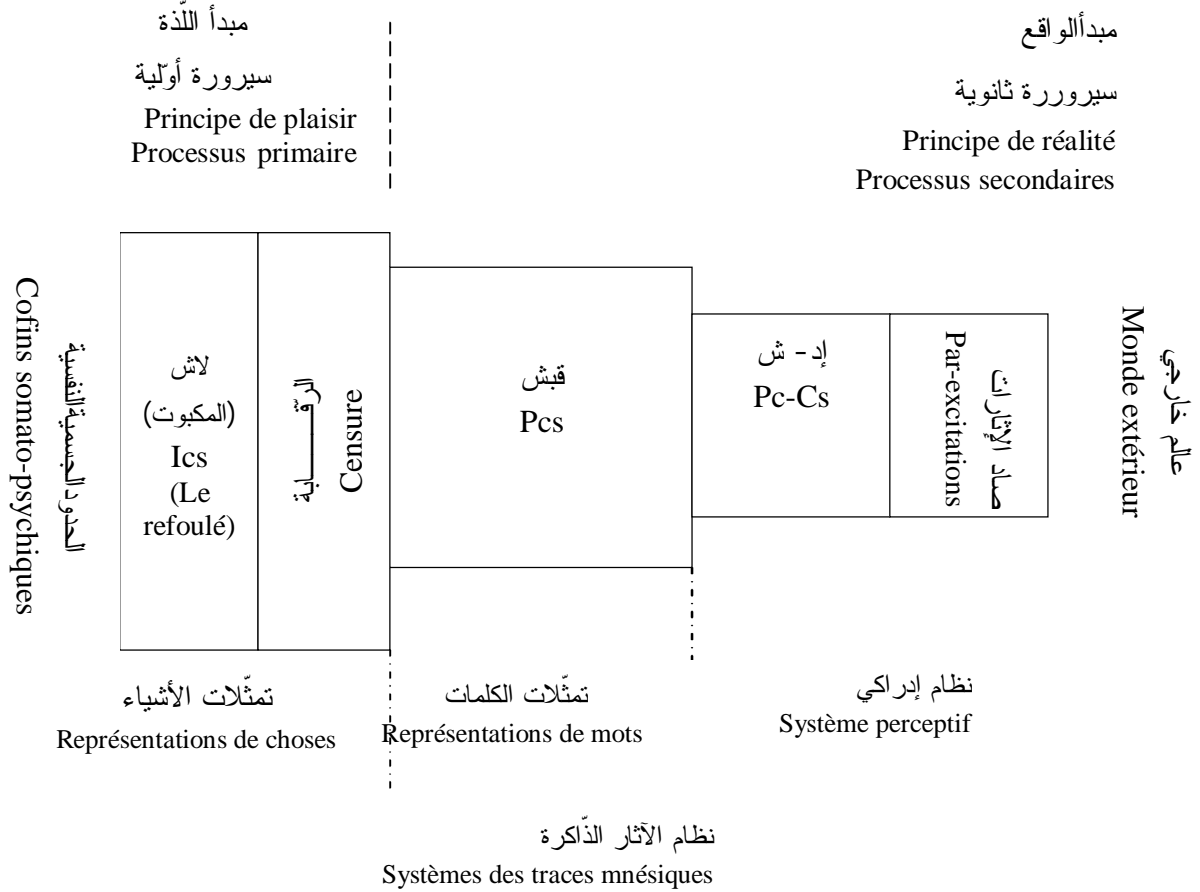 مبدأ اللّذة
سيرورة أوّلية
Principe de plaisir
Processus primaire
مبدأالواقع
سيروررة ثانوية
Principe de réalité
Processus secondaires
الحدود الجسمية النفسية
Cofins somato-psychiques
لاش
(المكبوت)
Ics
(Le
refoulé)
الرقــــابة
Censure
قبش
Pcs
إد - ش
Pc-Cs
صاد الإثارات
Par-excitations
عالم خارجي
Monde extérieur
تمثّلات الأشياء
Représentations de choses
تمثّلات الكلمات
Représentations de mots
نظام إدراكي
Système perceptif
نظام الآثار الذّاكرة
Systèmes des traces mnésiques